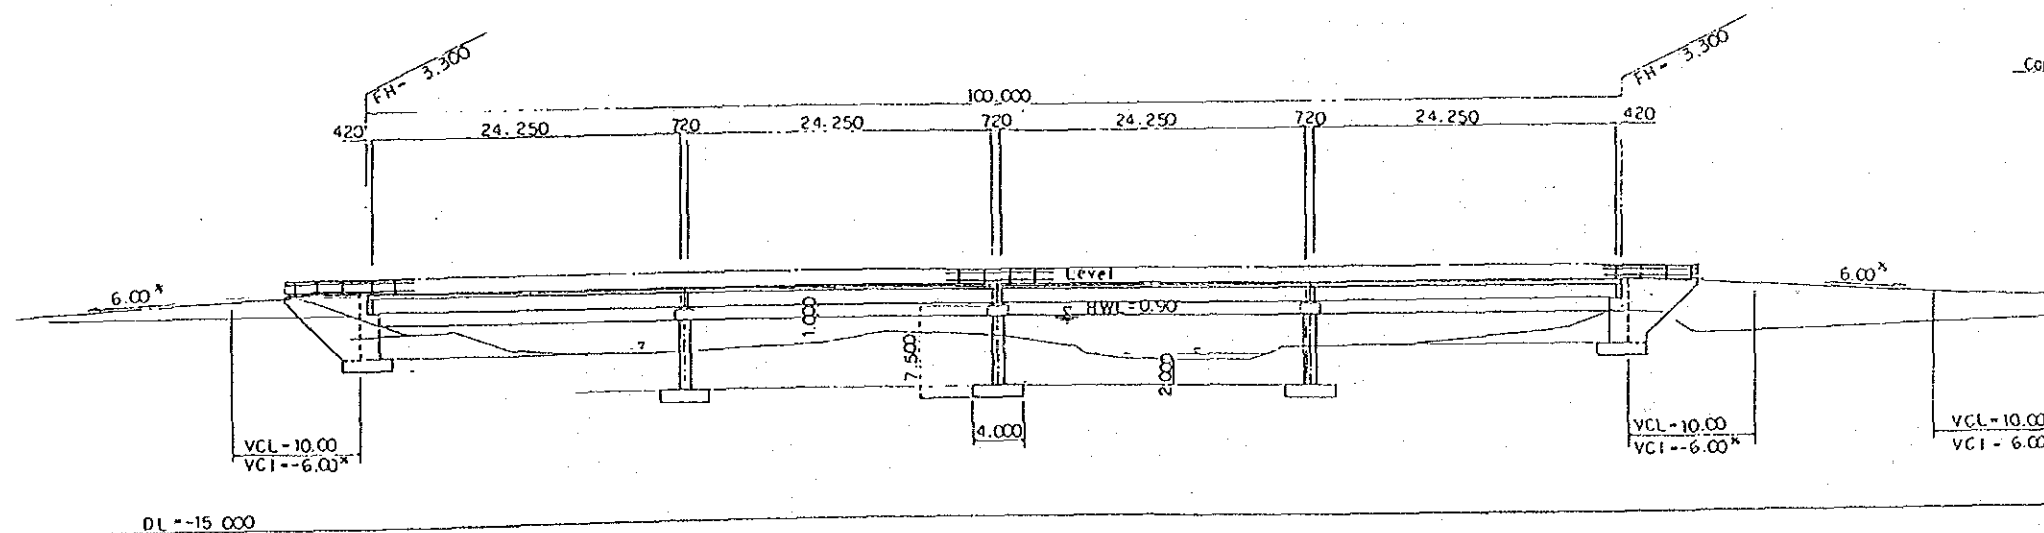 FH- 3.300
FH- 3.300
100.000
420 24.250 720 24.250 720 24.250 720 24.250 420
Level
6.00%
6.00%
1.000
HWL=0.90
7.500
2.000
4.000
VCL-10.00
VCI--6.00%
VCL-10.00
VCI--6.00%
VCL-10.00
VCI - 6.00
DL =-15 000